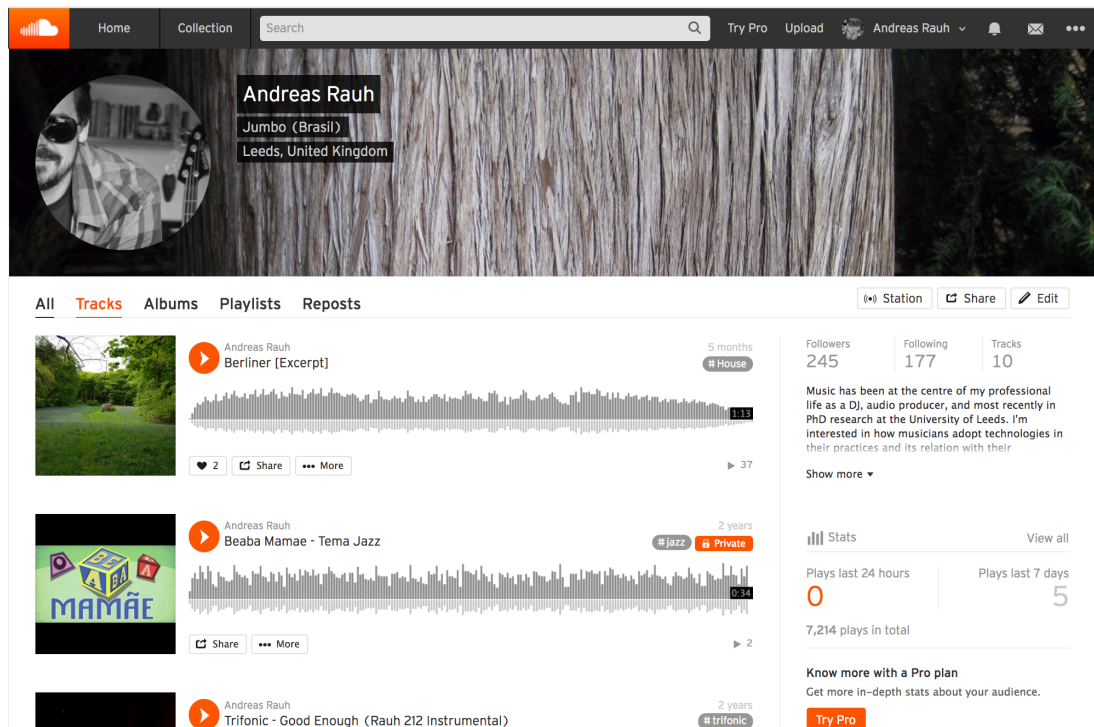 Home
Collection
Search
Try Pro
Upload
Andreas Rauh
Andreas Rauh
Jumbo (Brasil)
Leeds, United Kingdom
All
Tracks
Albums
Playlists
Reposts
Station
Share
Edit
Andreas Rauh
5 months
Berliner [Excerpt]
# House
1:13
2
Share
More
37
Andreas Rauh
2 years
Beaba Mamae - Tema Jazz
# jazz
Private
BE
A
BA
MAMÃE
0:34
Share
More
2
Andreas Rauh
2 years
Trifonic - Good Enough (Rauh 212 Instrumental)
# trifonic
Followers
245
Following
177
Tracks
10
Music has been at the centre of my professional
life as a DJ, audio producer, and most recently in
PhD research at the University of Leeds. I'm
interested in how musicians adopt technologies in
their practices and its relation with their
Show more
Stats
View all
Plays last 24 hours
0
Plays last 7 days
5
7,214 plays in total
Know more with a Pro plan
Get more in-depth stats about your audience.
Try Pro